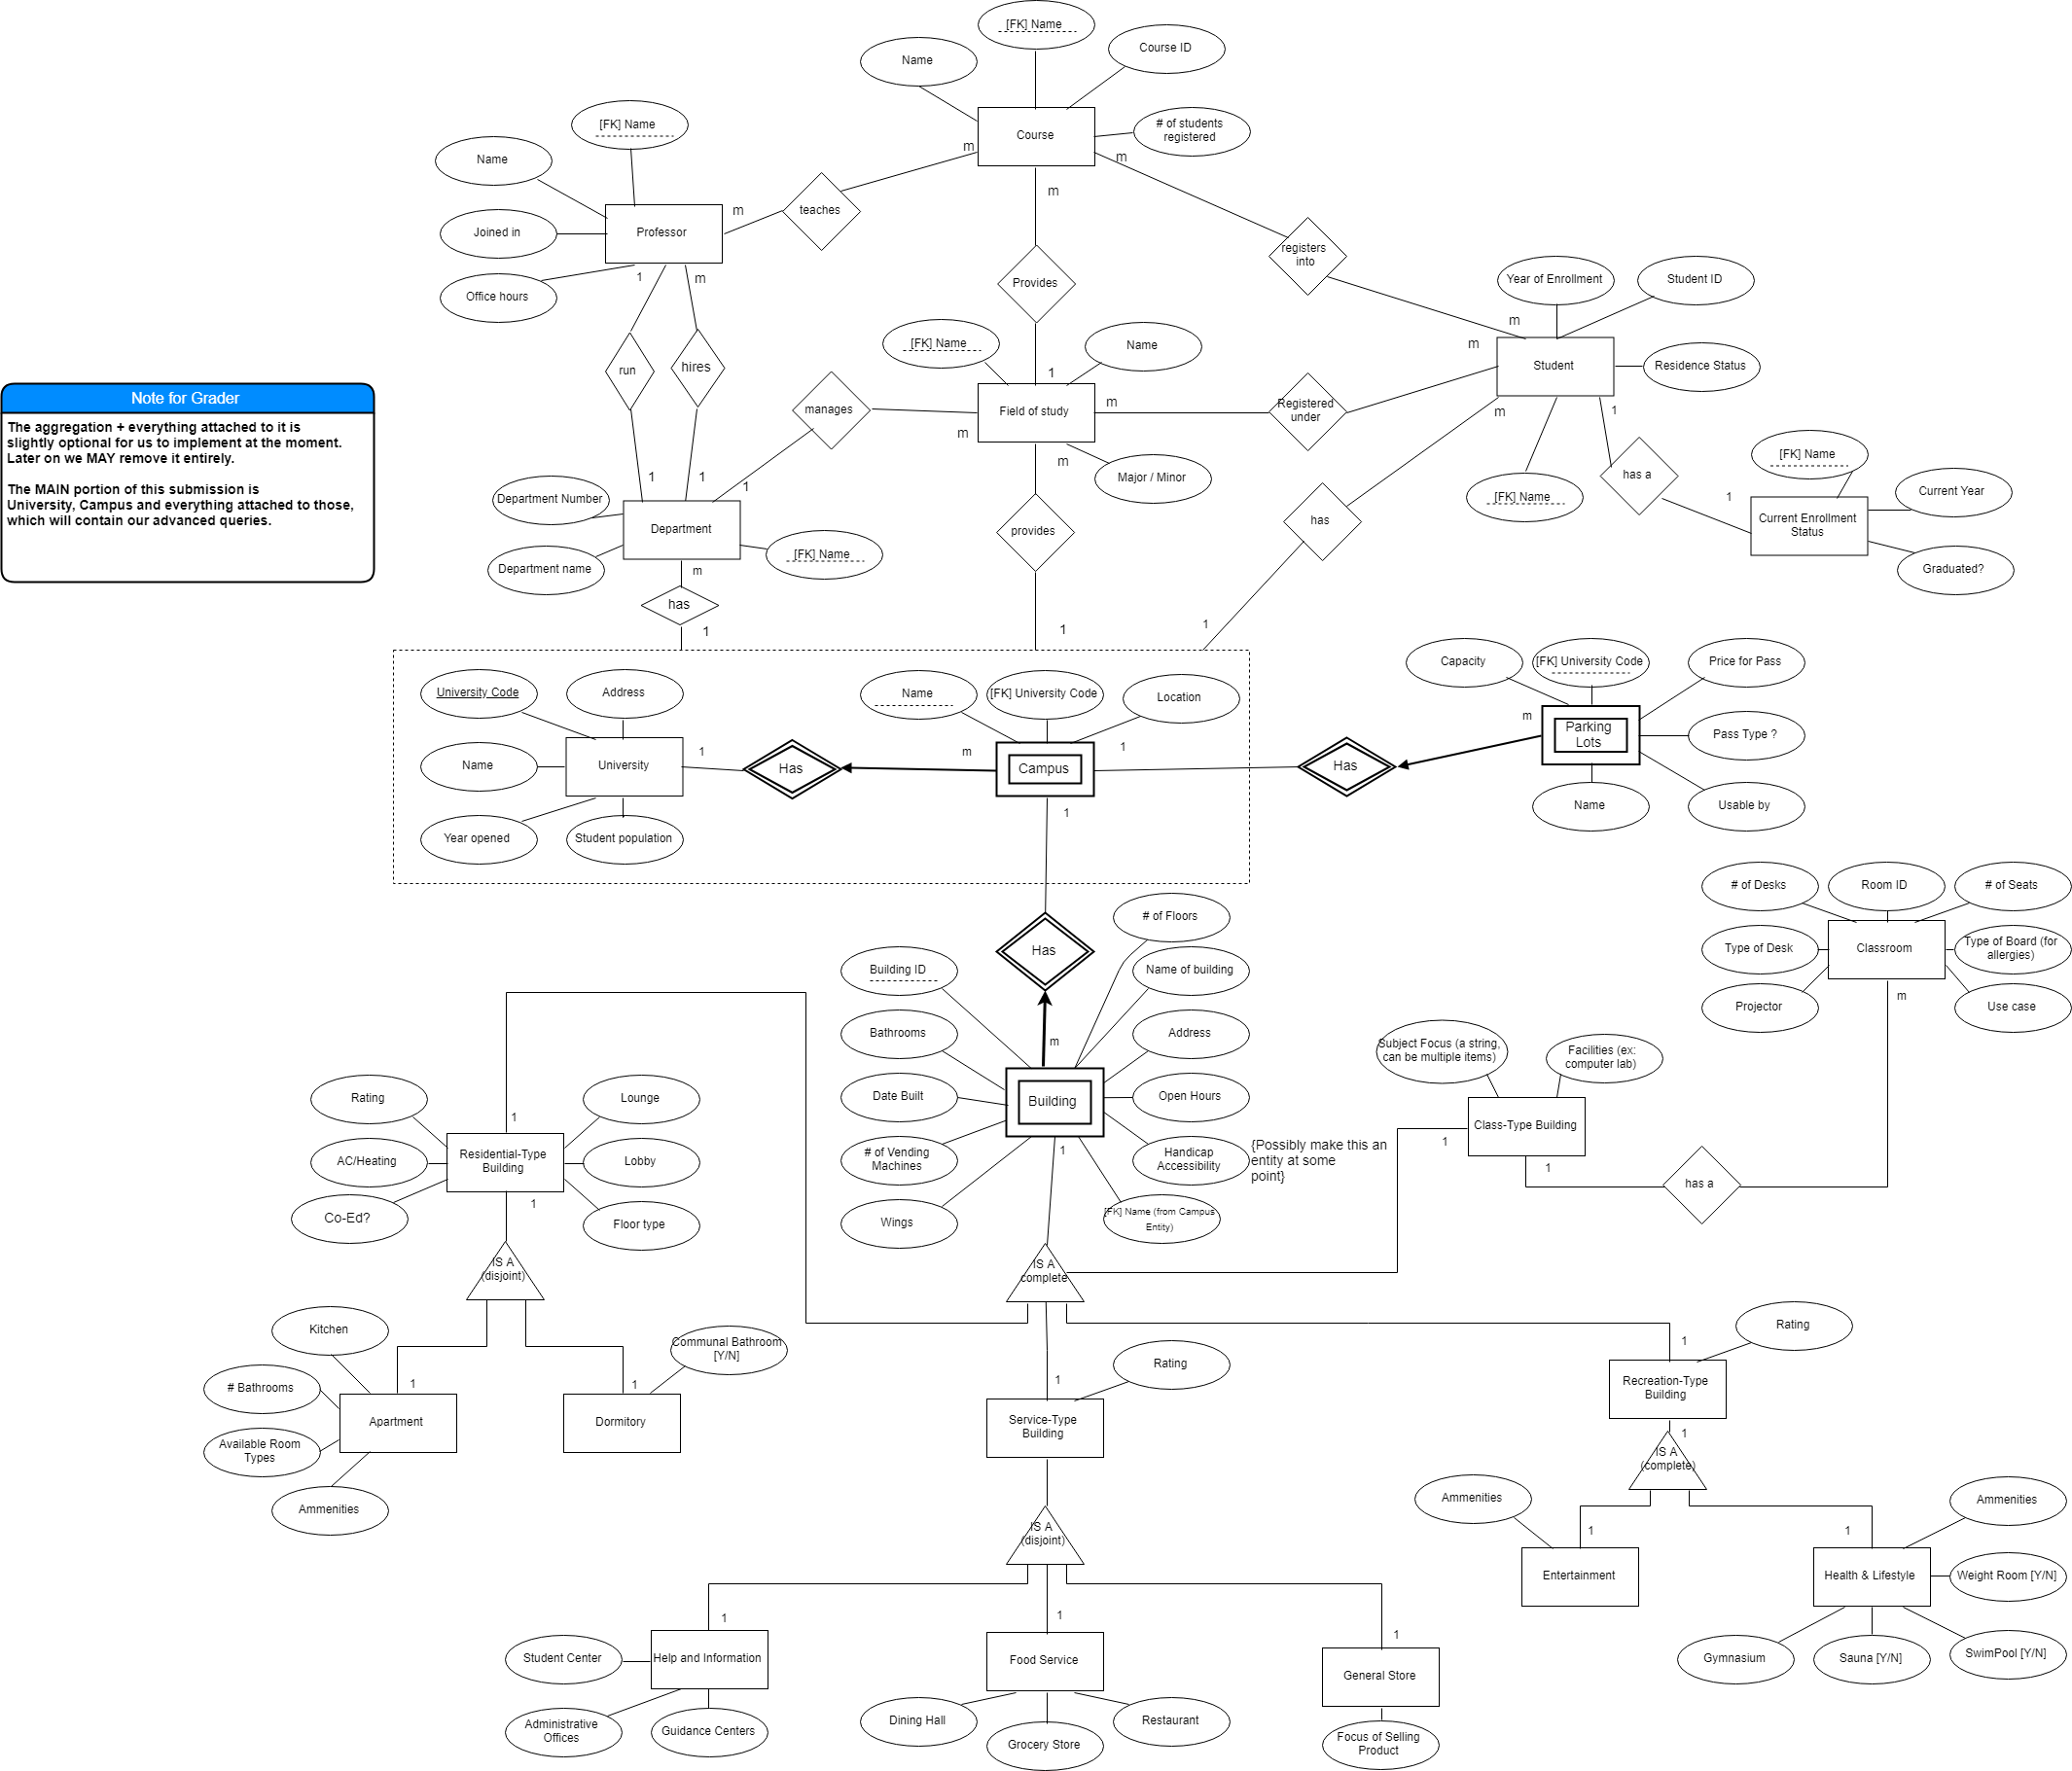 [FK] Name
Name
Course ID
Course
# of students
registered
[FK] Name
Name
Joined in
Office hours
Professor
m
m
teaches
m
m
1
m
Provides
registers
into
m
m
Year of Enrollment
Student ID
Student
Residence Status
[FK] Name
Name
1
Field of study
m
m
m
Major / Minor
Registered
under
run
hires
manages
1
1
1
Note for Grader
The aggregation + everything attached to it is
slightly optional for us to implement at the moment.
Later on we MAY remove it entirely.
The MAIN portion of this submission is
University, Campus and everything attached to those,
which will contain our advanced queries.
Department Number
Department
Department name
[FK] Name
m
has
1
provides
1
m
has
1
[FK] Name
1
has a
1
[FK] Name
Current Enrollment
Status
Current Year
Graduated?
University Code
Address
Name
University
Year opened
Student population
1
Has
m
Name
[FK] University Code
Location
Campus
1
1
Has
m
Capacity
[FK] University Code
Price for Pass
Parking
Lots
Pass Type ?
Name
Usable by
# of Desks
Room ID
# of Seats
Type of Desk
Classroom
Type of Board (for
allergies)
Projector
Use case
m
Has
m
# of Floors
Building ID
Name of building
Bathrooms
Address
Date Built
Building
Open Hours
# of Vending
Machines
Handicap
Accessibility
{Possibly make this an
entity at some
point}
Wings
1
[FK] Name (from Campus
Entity)
Subject Focus (a string,
can be multiple items)
Facilities (ex:
computer lab)
Class-Type Building
1
1
has a
Rating
Lounge
1
AC/Heating
Residential-Type
Building
Lobby
Co-Ed?
1
Floor type
IS A
(disjoint)
IS A
complete
Kitchen
# Bathrooms
Available Room
Types
Ammenities
1
Apartment
Communal Bathroom
[Y/N]
1
Dormitory
Rating
1
Service-Type
Building
Rating
1
Recreation-Type
Building
1
IS A
(complete)
Ammenities
1
Entertainment
1
Ammenities
Health & Lifestyle
Weight Room [Y/N]
Gymnasium
Sauna [Y/N]
SwimPool [Y/N]
IS A
(disjoint)
1
Student Center
Help and Information
Administrative
Offices
Guidance Centers
1
Food Service
Dining Hall
Grocery Store
Restaurant
1
General Store
Focus of Selling
Product